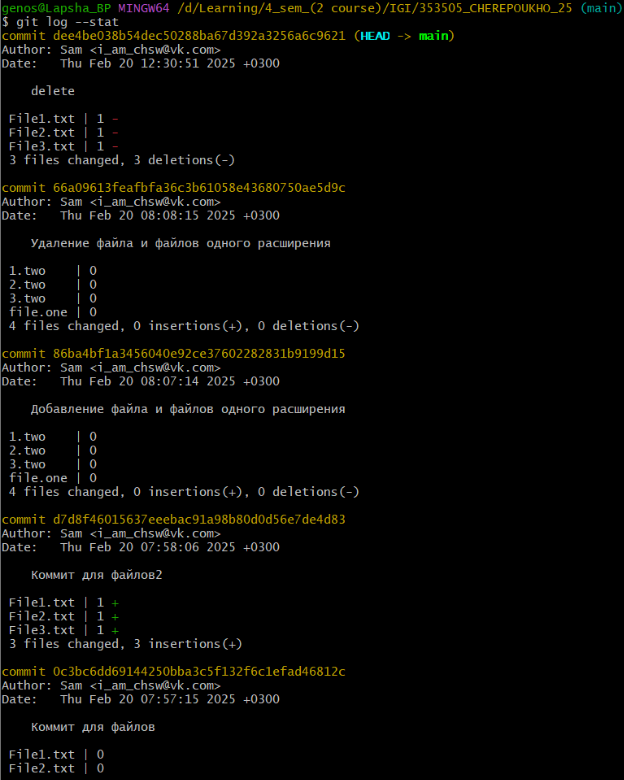 genos@Lapsha_BP MINGW64 /d/Learning/4_sem_(2 course)/IGI/353505_CHEREPOUKHO_25 (main)
$ git log --stat
commit dee4be038b54dec50288ba67d392a3256a6c9621 (HEAD -> main)
Author: Sam <i_am_chsw@vk.com>
Date:   Thu Feb 20 12:30:51 2025 +0300

    delete

 File1.txt | 1 -
 File2.txt | 1 -
 File3.txt | 1 -
 3 files changed, 3 deletions(-)

commit 66a09613feafbfa36c3b61058e43680750ae5d9c
Author: Sam <i_am_chsw@vk.com>
Date:   Thu Feb 20 08:08:15 2025 +0300

    Удаление файла и файлов одного расширения

 1.two    | 0
 2.two    | 0
 3.two    | 0
 file.one | 0
 4 files changed, 0 insertions(+), 0 deletions(-)

commit 86ba4bf1a3456040e92ce37602282831b9199d15
Author: Sam <i_am_chsw@vk.com>
Date:   Thu Feb 20 08:07:14 2025 +0300

    Добавление файла и файлов одного расширения

 1.two    | 0
 2.two    | 0
 3.two    | 0
 file.one | 0
 4 files changed, 0 insertions(+), 0 deletions(-)

commit d7d8f46015637eeebac91a98b80d0d56e7de4d83
Author: Sam <i_am_chsw@vk.com>
Date:   Thu Feb 20 07:58:06 2025 +0300

    Коммит для файлов2

 File1.txt | 1 +
 File2.txt | 1 +
 File3.txt | 1 +
 3 files changed, 3 insertions(+)

commit 0c3bc6dd69144250bba3c5f132f6c1efad46812c
Author: Sam <i_am_chsw@vk.com>
Date:   Thu Feb 20 07:57:15 2025 +0300

    Коммит для файлов

 File1.txt | 0
 File2.txt | 0